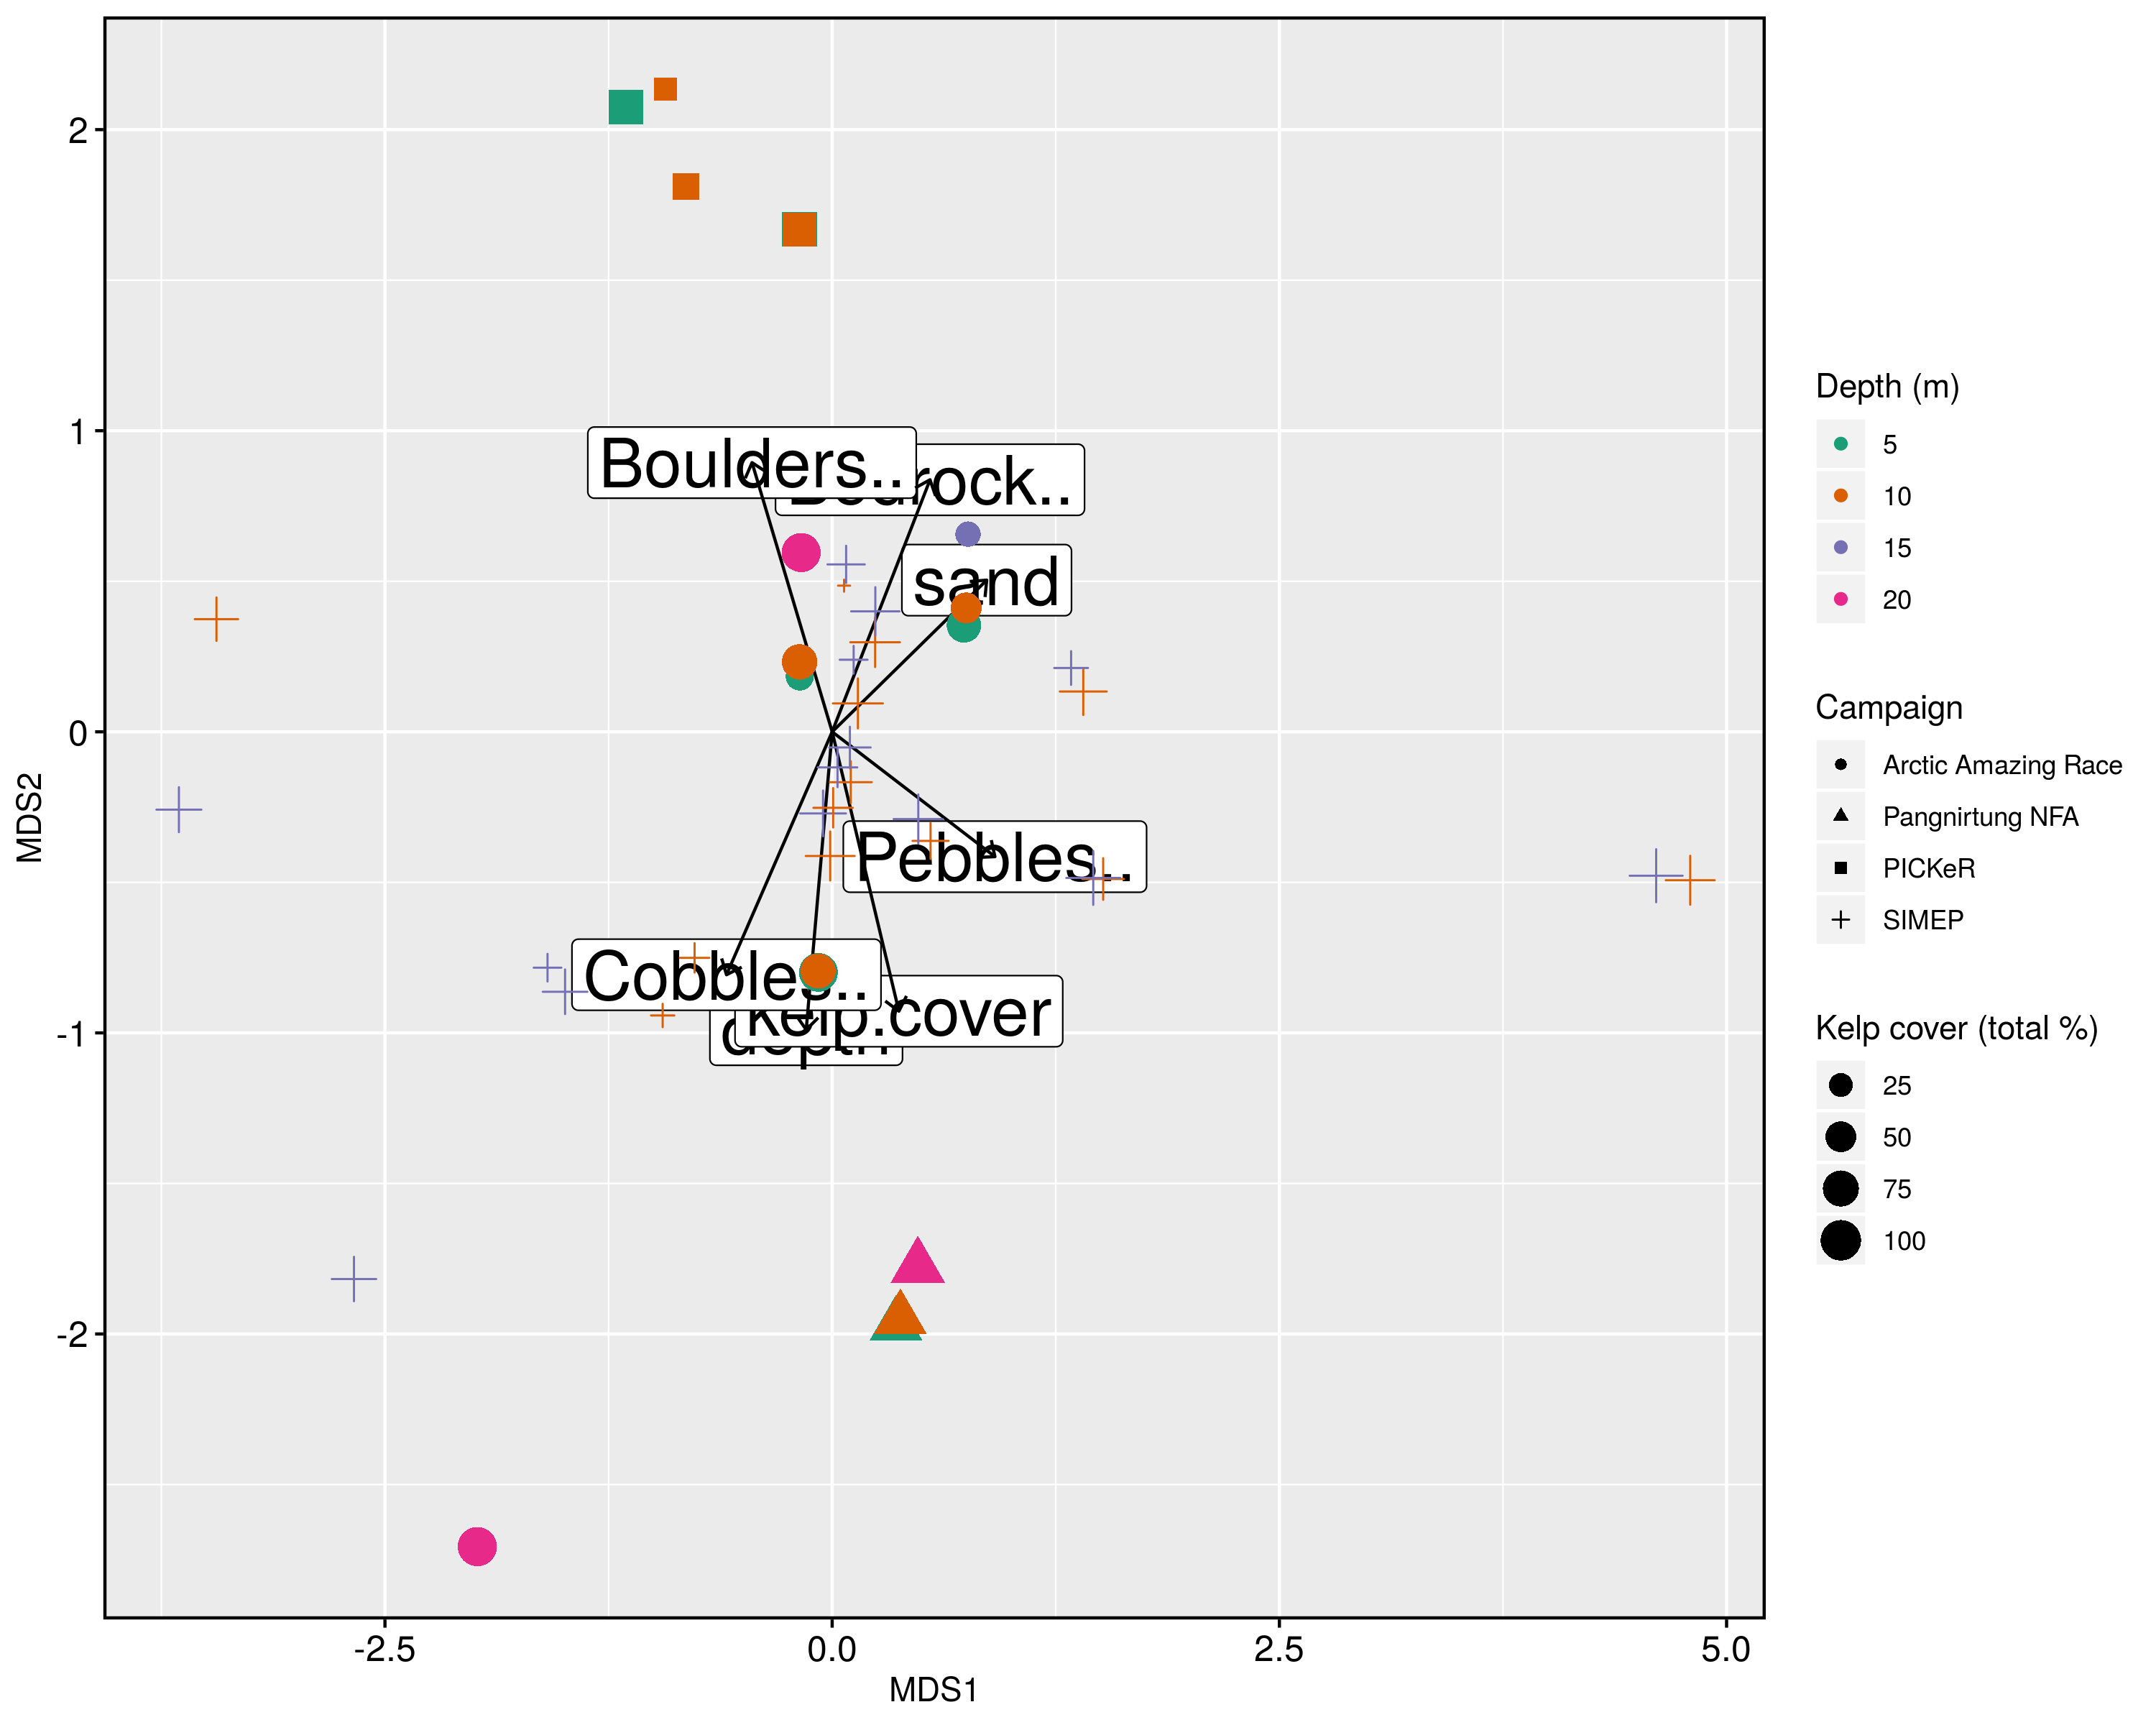 2
1
0
-1
-2
MDS2
Boulders..
sand
Pebbles..
Cobbles..
kelp.cover
-2.5
0.0
2.5
5.0
MDS1
Depth (m)
5
10
15
20
Campaign
Arctic Amazing Race
Pangnirtung NFA
PICKeR
SIMEP
Kelp cover (total %)
25
50
75
100